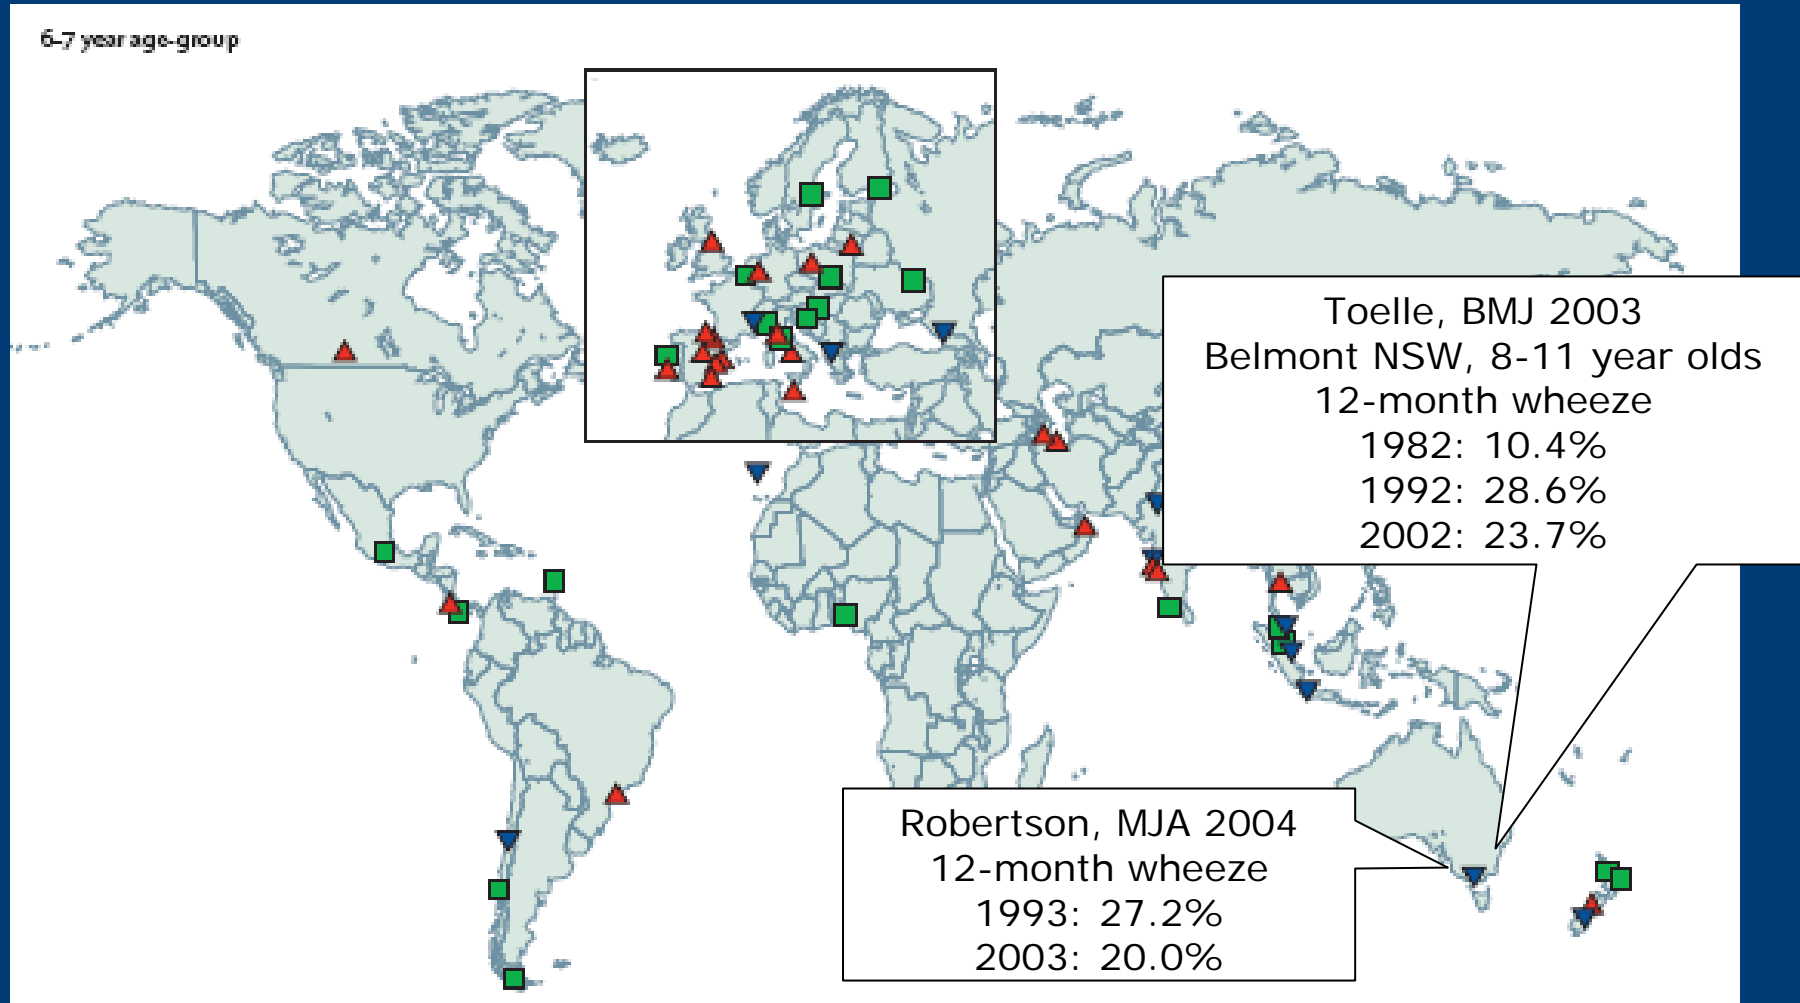 6-7 year age-group
Toelle, BMJ 2003
Belmont NSW, 8-11 year olds
12-month wheeze
1982: 10.4%
1992: 28.6%
2002: 23.7%
Robertson, MJA 2004
12-month wheeze
1993: 27.2%
2003: 20.0%